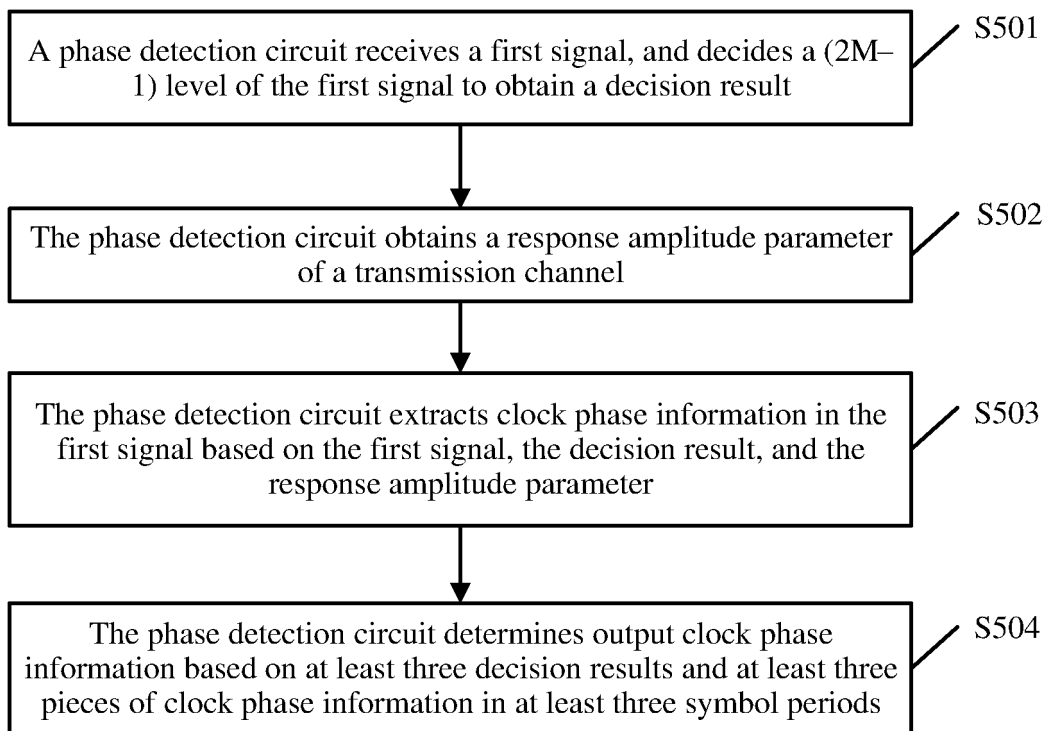 S501
A phase detection circuit receives a first signal, and decides a (2M–
1) level of the first signal to obtain a decision result
S502
The phase detection circuit obtains a response amplitude parameter
of a transmission channel
S503
The phase detection circuit extracts clock phase information in the
first signal based on the first signal, the decision result, and the
response amplitude parameter
S504
The phase detection circuit determines output clock phase
information based on at least three decision results and at least three
pieces of clock phase information in at least three symbol periods